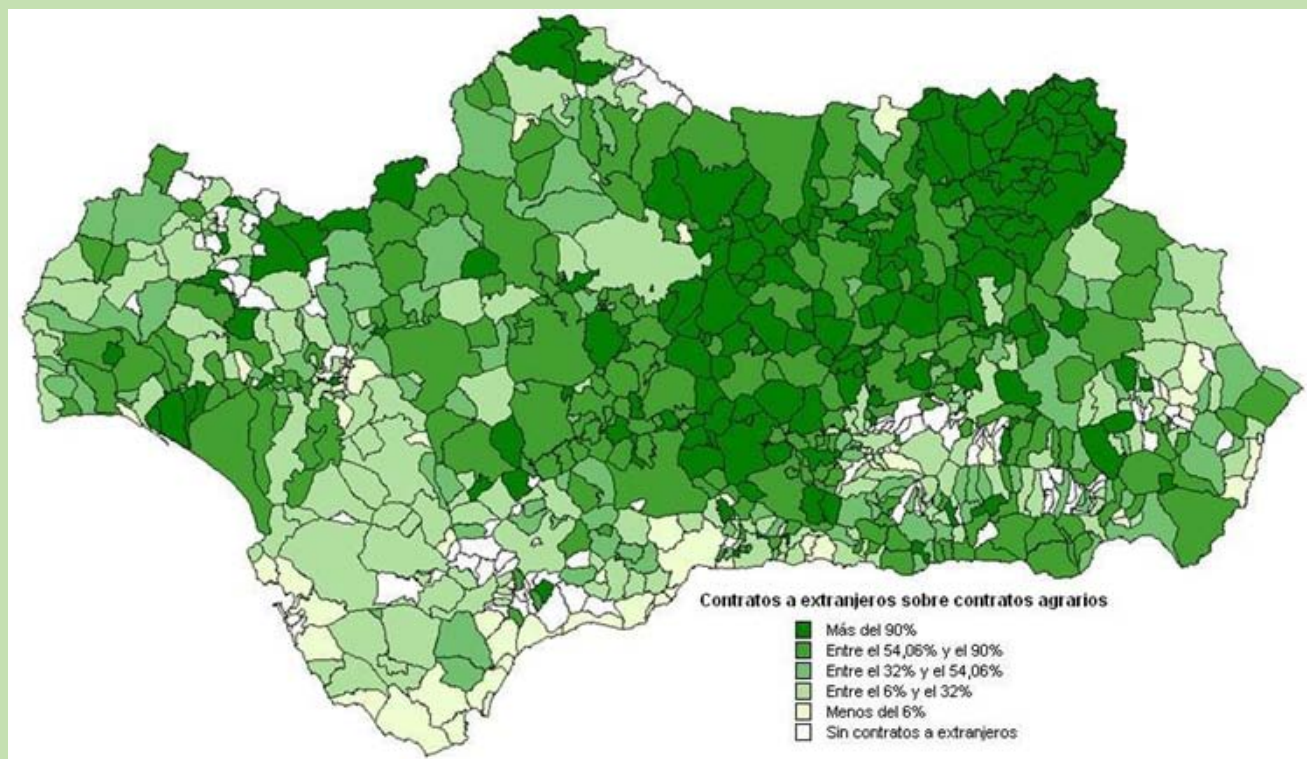 Contratos a extranjeros sobre contratos agrarios
Más del 90%
Entre el 54,06% y el 90%
Entre el 32% y el 54,06%
Entre el 6% y el 32%
Menos del 6%
Sin contratos a extranjeros